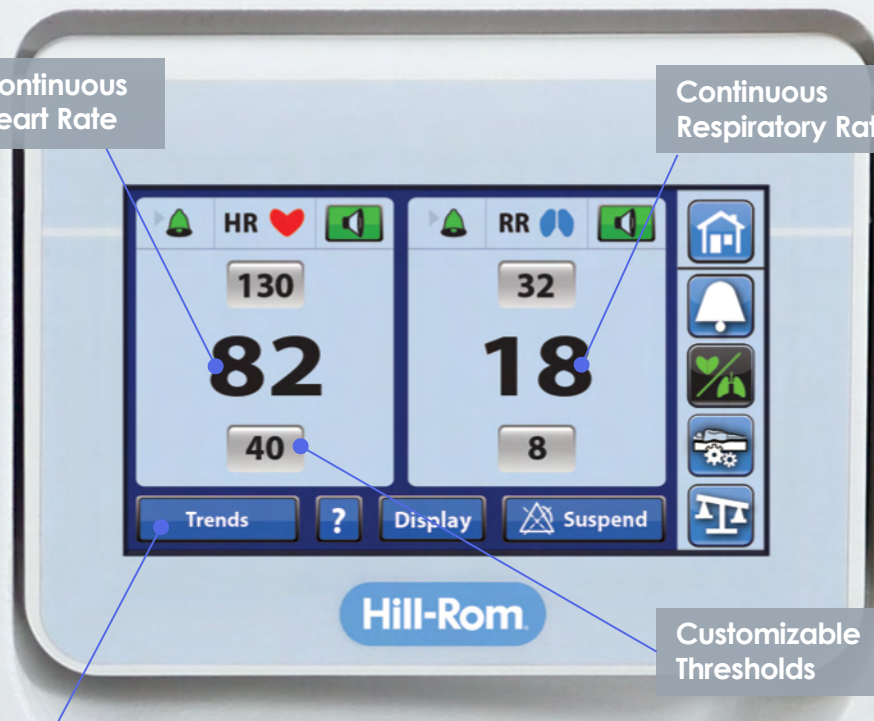 ontinuous
eart Rate
Continuous
Respiratory Rat
HR
RR
130
32
82
18
40
8
Trends
?
Display
Suspend
Hill-Rom
Customizable
Thresholds